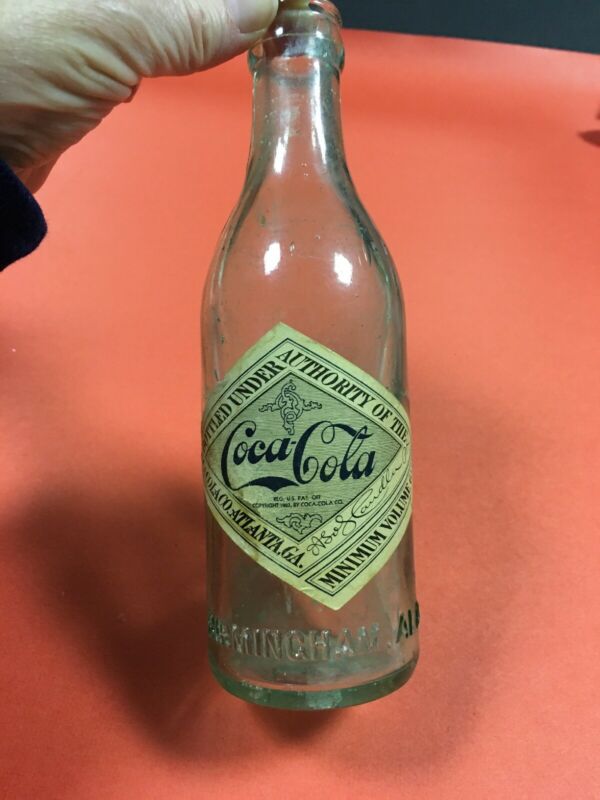 BOTTLED UNDER AUTHORITY OF THE
Coca-Cola
REG. U.S. PAT. OFF.
COPYRIGHT 1902, BY COCA-COLA CO.
COLA CO. ATLANTA, GA.
MINIMUM VOLUME
BIRMINGHAM, ALA